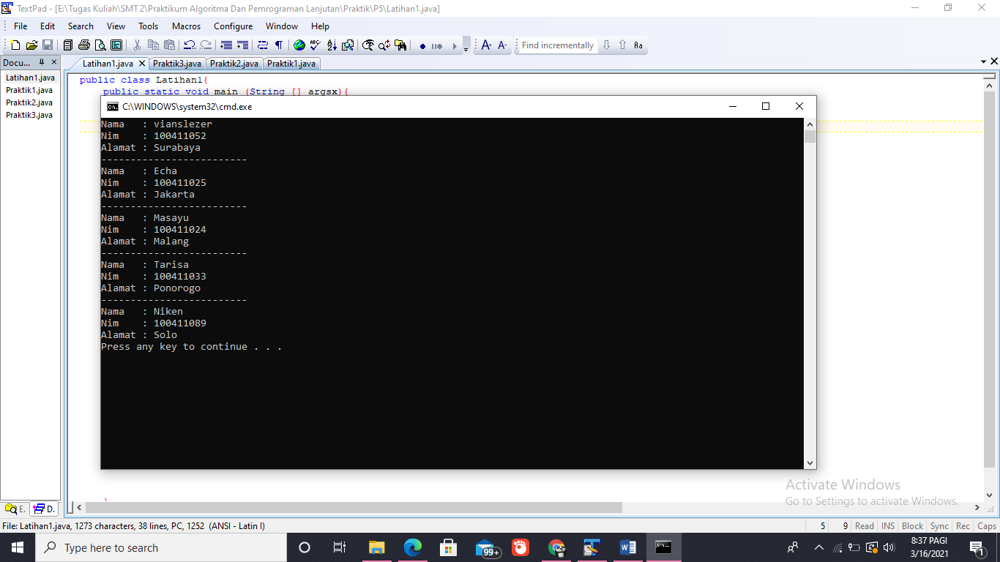 TextPad - [E:\Tugas Kuliah\SMT 2\Praktikum Algoritma Dan Pemrograman Lanjutan\Praktik\P5\Latihan1.java]
File Edit Search View Tools Macros Configure Window Help
Find incrementally
Docu...
Latihan1.java Praktik3.java Praktik2.java Praktik1.java
Latihan1.java
Praktik1.java
Praktik2.java
Praktik3.java
public class Latihan1{
public static void main (String [] argsx){
C:\WINDOWS\system32\cmd.exe
Nama : vianslezer
Nim : 100411052
Alamat : Surabaya
-------------------------
Nama : Echa
Nim : 100411025
Alamat : Jakarta
-------------------------
Nama : Masayu
Nim : 100411024
Alamat : Malang
-------------------------
Nama : Tarisa
Nim : 100411033
Alamat : Ponorogo
-------------------------
Nama : Niken
Nim : 100411089
Alamat : Solo
Press any key to continue . . .
Activate Windows
Go to Settings to activate Windows.
E. D.
File: Latihan1.java, 1273 characters, 38 lines, PC, 1252 (ANSI - Latin I) 5 9 Read INS Block Sync Rec Caps
Type here to search
99+
8:37 PAGI
3/16/2021
1